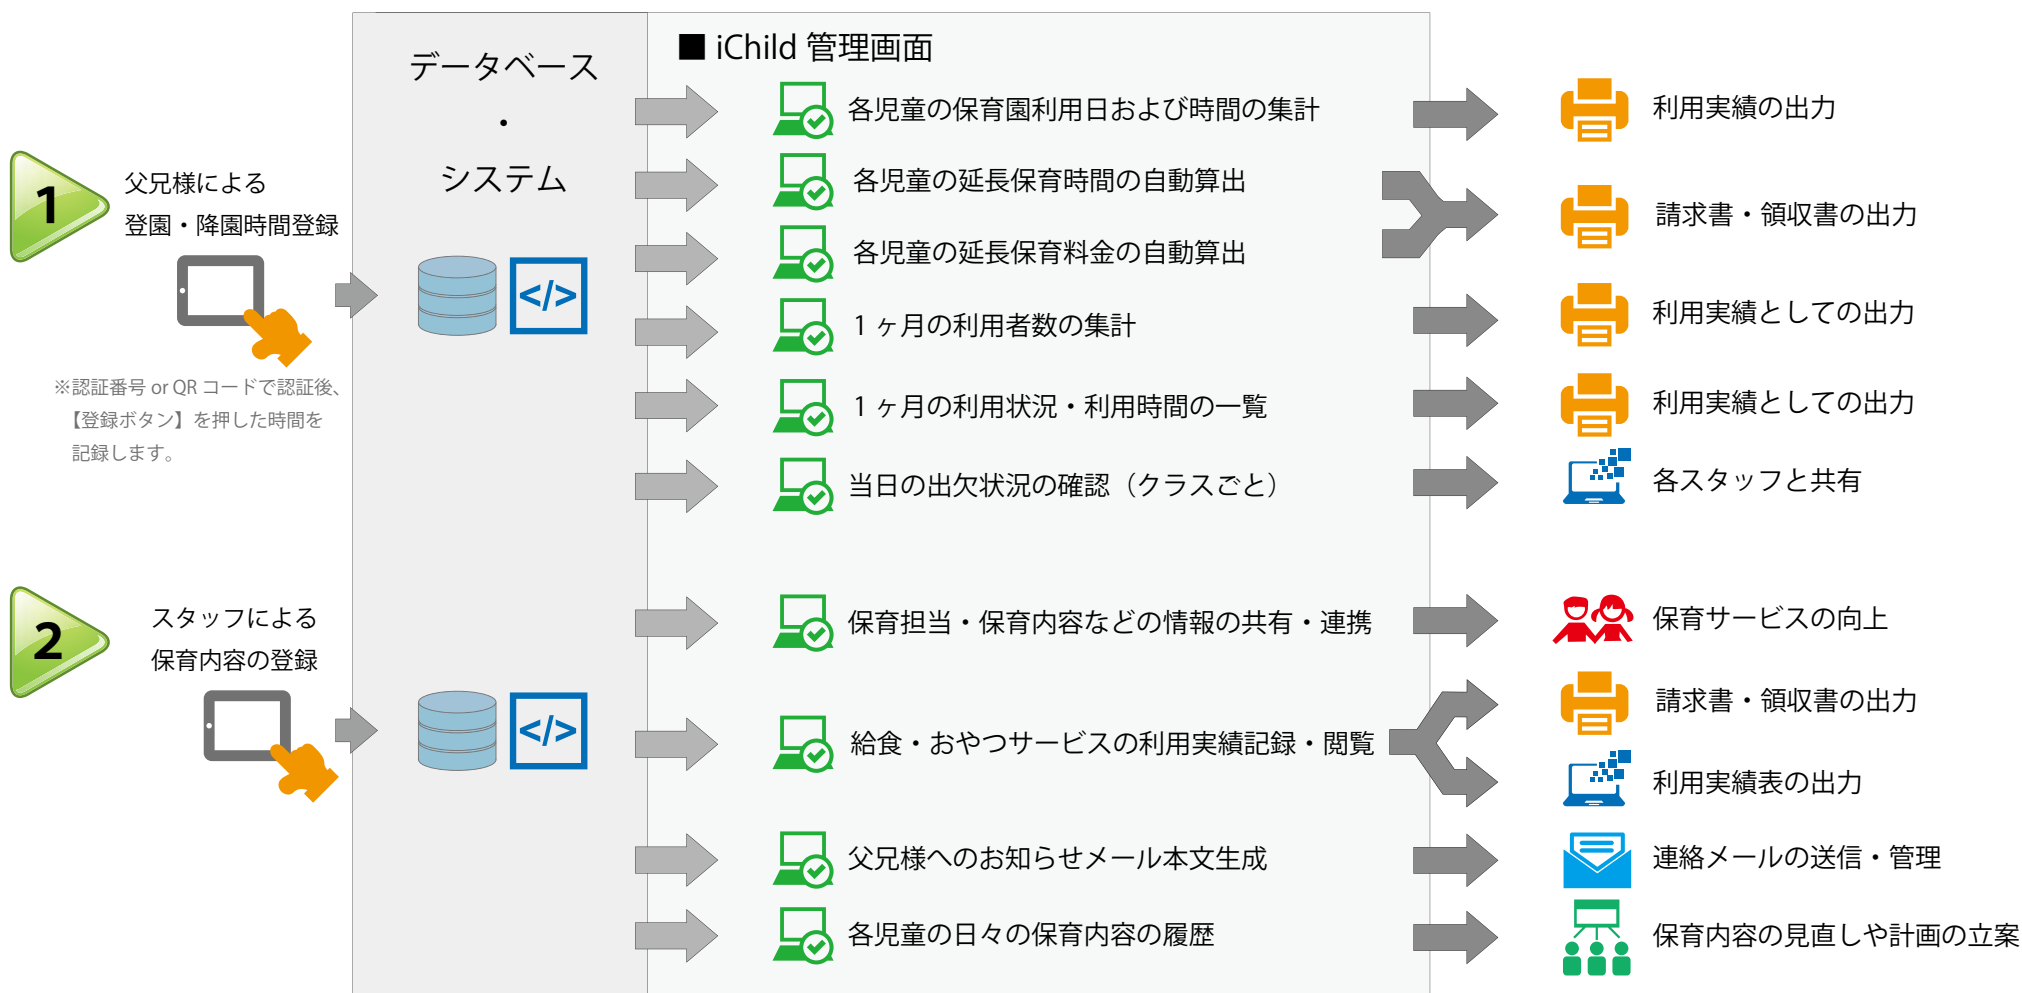 データベース
・
システム
■ iChild 管理画面
1
父兄様による
登園・降園時間登録
※認証番号 or QR コードで認証後、
【登録ボタン】を押した時間を
記録します。
</>
各児童の保育園利用日および時間の集計
利用実績の出力
各児童の延長保育時間の自動算出
各児童の延長保育料金の自動算出
請求書・領収書の出力
1 ヶ月の利用者数の集計
利用実績としての出力
1 ヶ月の利用状況・利用時間の一覧
利用実績としての出力
当日の出欠状況の確認（クラスごと）
各スタッフと共有
2
スタッフによる
保育内容の登録
</>
保育担当・保育内容などの情報の共有・連携
保育サービスの向上
給食・おやつサービスの利用実績記録・閲覧
請求書・領収書の出力
利用実績表の出力
父兄様へのお知らせメール本文生成
連絡メールの送信・管理
各児童の日々の保育内容の履歴
保育内容の見直しや計画の立案